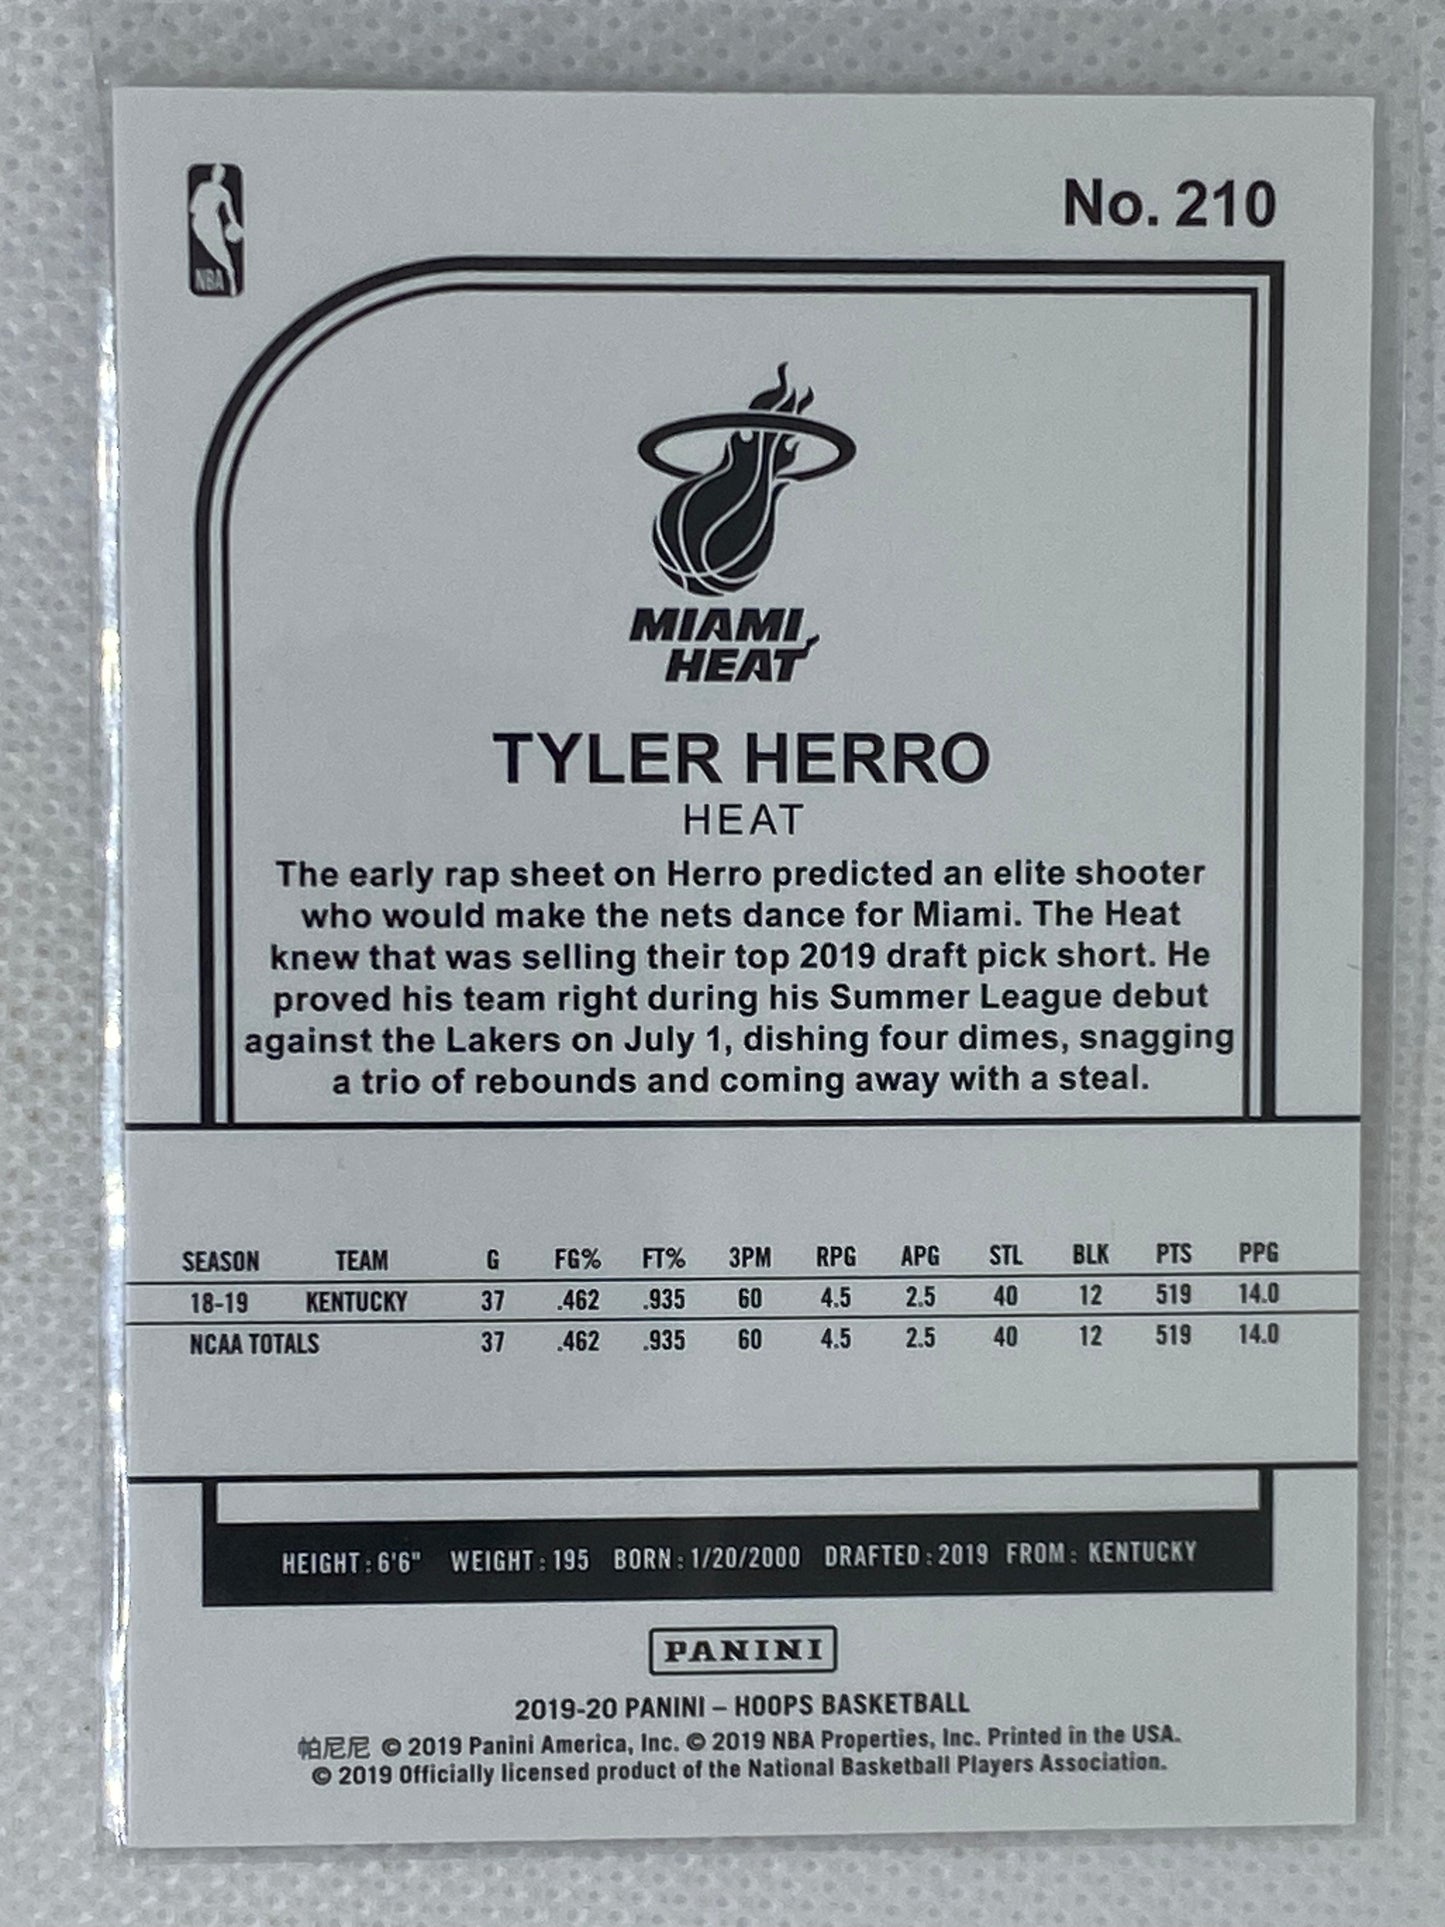 NBA
No. 210
MIAMI
HEAT
TYLER HERRO
HEAT
The early rap sheet on Herro predicted an elite shooter
who would make the nets dance for Miami. The Heat
knew that was selling their top 2019 draft pick short. He
proved his team right during his Summer League debut
against the Lakers on July 1, dishing four dimes, snagging
a trio of rebounds and coming away with a steal.
SEASON TEAM G FG% FT% 3PM RPG APG STL BLK PTS PPG
18-19 KENTUCKY 37 .462 .935 60 4.5 2.5 40 12 519 14.0
NCAA TOTALS 37 .462 .935 60 4.5 2.5 40 12 519 14.0
HEIGHT: 6'6" WEIGHT: 195 BORN: 1/20/2000 DRAFTED: 2019 FROM: KENTUCKY
PANINI
2019-20 PANINI – HOOPS BASKETBALL
帕尼尼 © 2019 Panini America, Inc. © 2019 NBA Properties, Inc. Printed in the USA.
© 2019 Officially licensed product of the National Basketball Players Association.